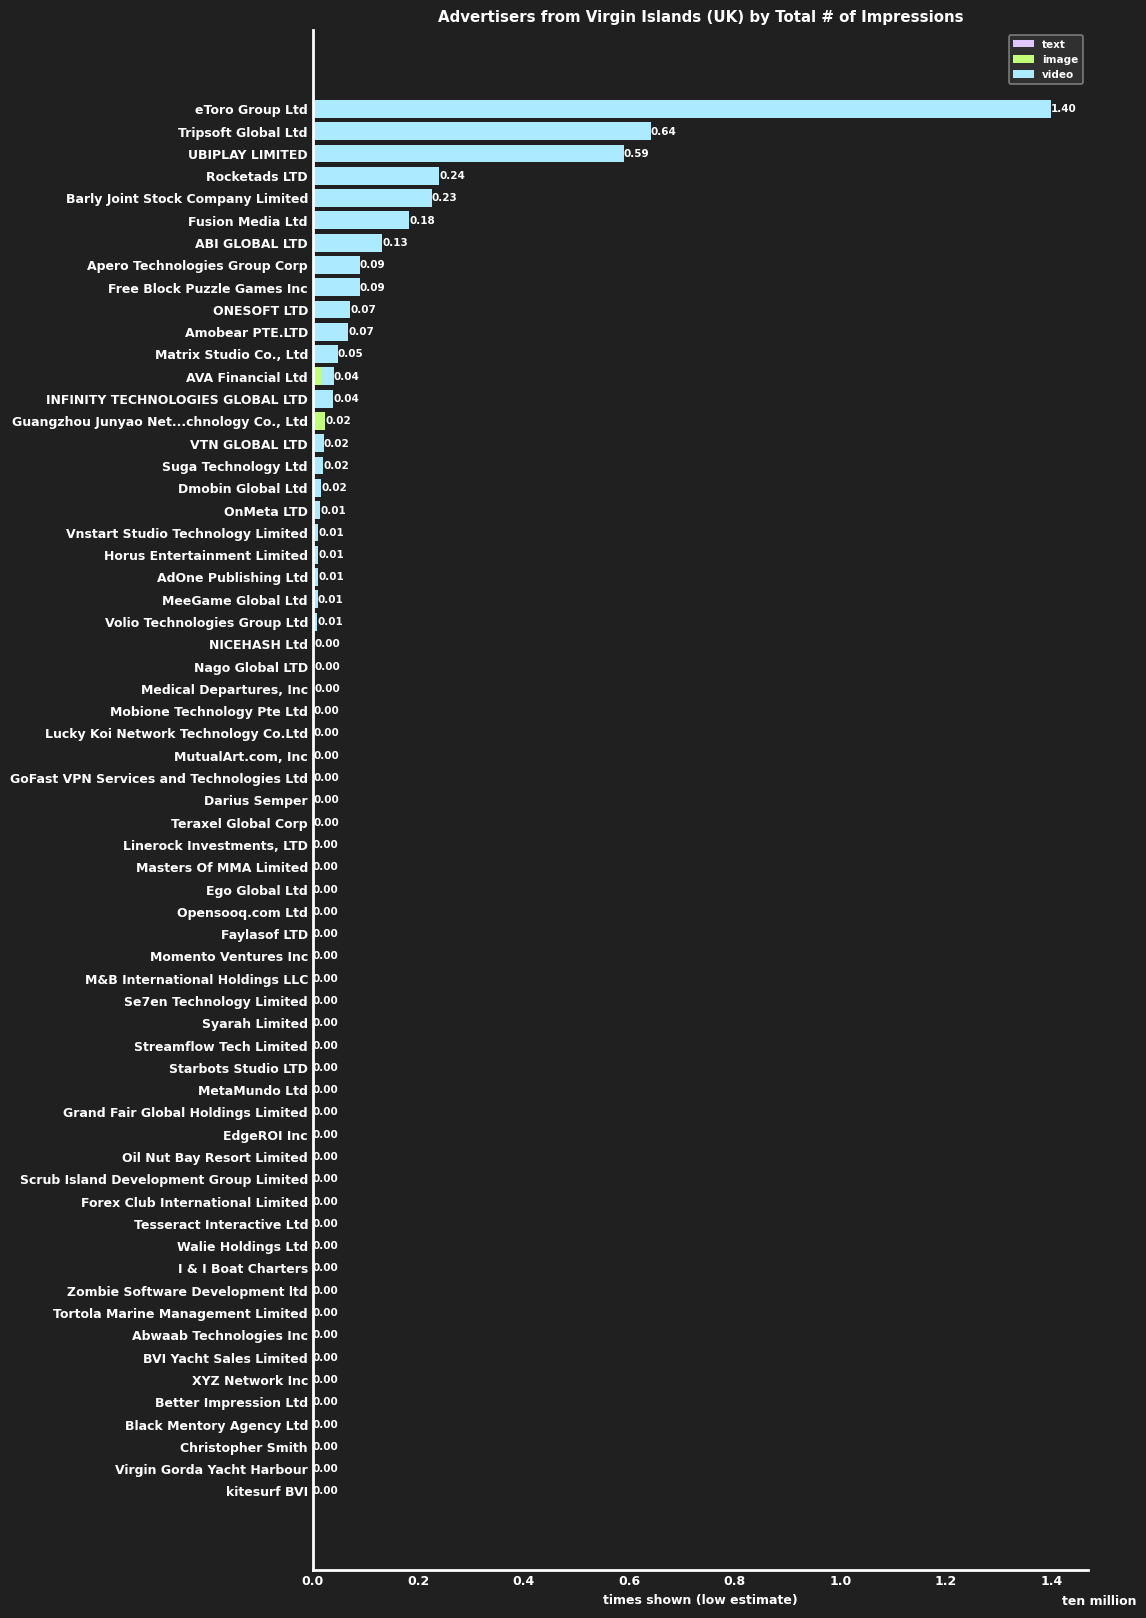 Advertisers from Virgin Islands (UK) by Total # of Impressions
text
image
video
eToro Group Ltd 1.40
Tripsoft Global Ltd 0.64
UBIPLAY LIMITED 0.59
Rocketads LTD 0.24
Barly Joint Stock Company Limited 0.23
Fusion Media Ltd 0.18
ABI GLOBAL LTD 0.13
Apero Technologies Group Corp 0.09
Free Block Puzzle Games Inc 0.09
ONESOFT LTD 0.07
Amobear PTE.LTD 0.07
Matrix Studio Co., Ltd 0.05
AVA Financial Ltd 0.04
INFINITY TECHNOLOGIES GLOBAL LTD 0.04
Guangzhou Junyao Net...chnology Co., Ltd 0.02
VTN GLOBAL LTD 0.02
Suga Technology Ltd 0.02
Dmobin Global Ltd 0.02
OnMeta LTD 0.01
Vnstart Studio Technology Limited 0.01
Horus Entertainment Limited 0.01
AdOne Publishing Ltd 0.01
MeeGame Global Ltd 0.01
Volio Technologies Group Ltd 0.01
NICEHASH Ltd 0.00
Nago Global LTD 0.00
Medical Departures, Inc 0.00
Mobione Technology Pte Ltd 0.00
Lucky Koi Network Technology Co.Ltd 0.00
MutualArt.com, Inc 0.00
GoFast VPN Services and Technologies Ltd 0.00
Darius Semper 0.00
Teraxel Global Corp 0.00
Linerock Investments, LTD 0.00
Masters Of MMA Limited 0.00
Ego Global Ltd 0.00
Opensooq.com Ltd 0.00
Faylasof LTD 0.00
Momento Ventures Inc 0.00
M&B International Holdings LLC 0.00
Se7en Technology Limited 0.00
Syarah Limited 0.00
Streamflow Tech Limited 0.00
Starbots Studio LTD 0.00
MetaMundo Ltd 0.00
Grand Fair Global Holdings Limited 0.00
EdgeROI Inc 0.00
Oil Nut Bay Resort Limited 0.00
Scrub Island Development Group Limited 0.00
Forex Club International Limited 0.00
Tesseract Interactive Ltd 0.00
Walie Holdings Ltd 0.00
I & I Boat Charters 0.00
Zombie Software Development ltd 0.00
Tortola Marine Management Limited 0.00
Abwaab Technologies Inc 0.00
BVI Yacht Sales Limited 0.00
XYZ Network Inc 0.00
Better Impression Ltd 0.00
Black Mentory Agency Ltd 0.00
Christopher Smith 0.00
Virgin Gorda Yacht Harbour 0.00
kitesurf BVI 0.00
0.0 0.2 0.4 0.6 0.8 1.0 1.2 1.4
times shown (low estimate)
ten million